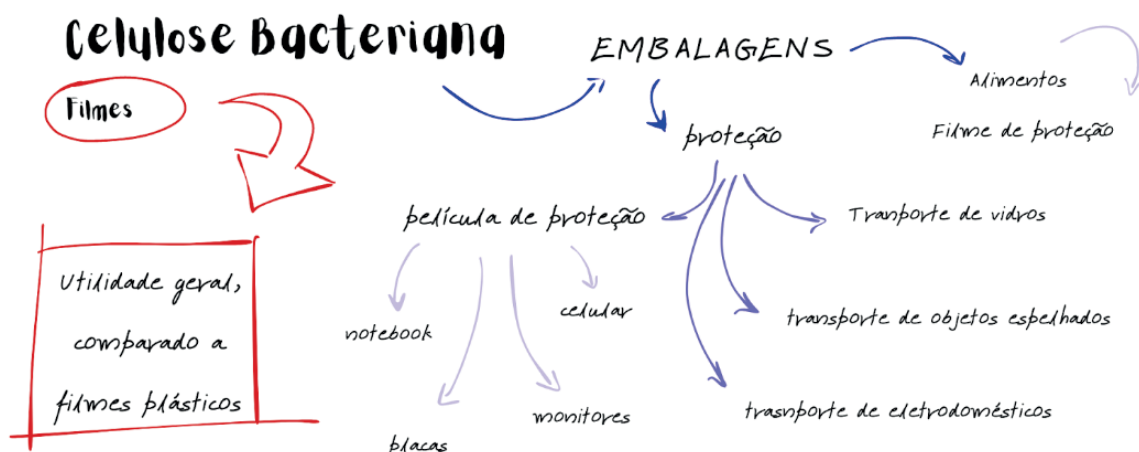 Celulose Bacteriana
EMBALAGENS
Alimentos
Filmes
proteção
Filme de proteção
película de proteção
Tranporte de vidros
utilidade geral,
comparado a
filmes plásticos
notebook
celular
transporte de objetos espelhados
placas
monitores
trasnporte de eletrodomésticos